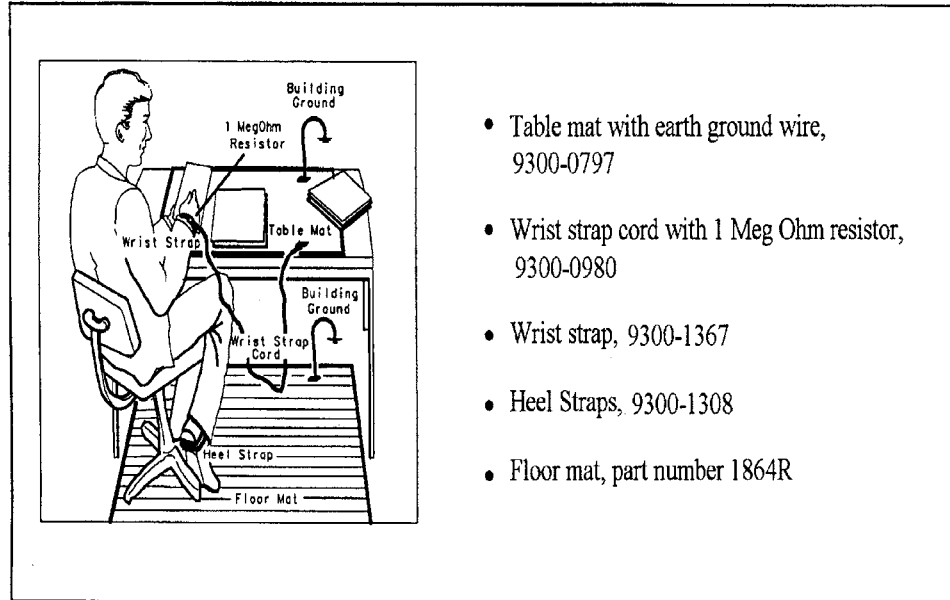 Building
Ground
1 MegOhm
Resistor
Wrist Strap
Table Mat
Building
Ground
Wrist Strap
Cord
Heel Strap
Floor Mat
• Table mat with earth ground wire,
9300-0797
• Wrist strap cord with 1 Meg Ohm resistor,
9300-0980
• Wrist strap, 9300-1367
• Heel Straps, 9300-1308
• Floor mat, part number 1864R